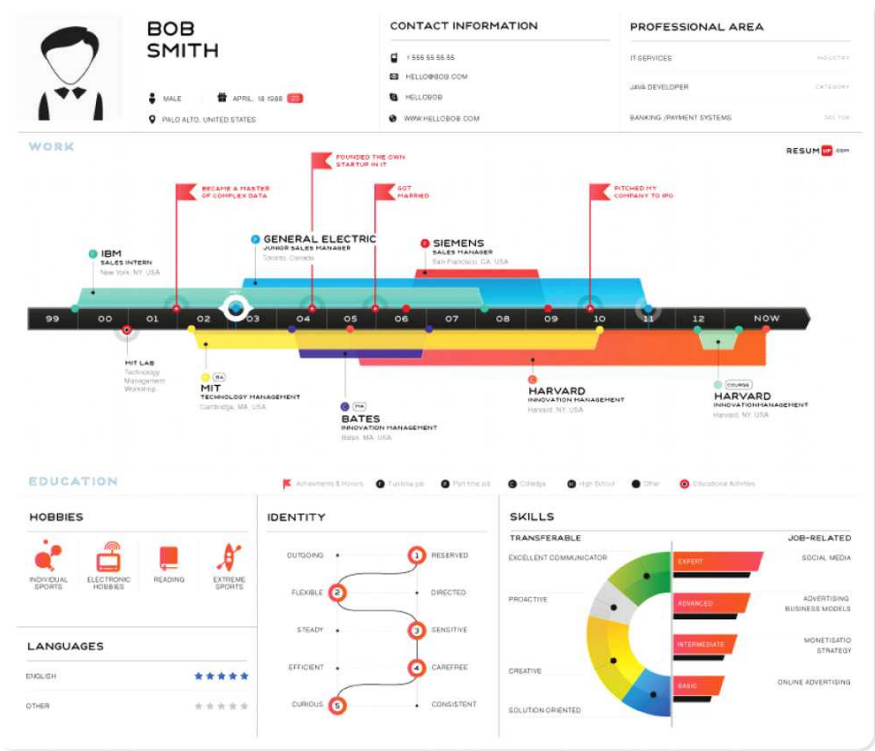 BOB
SMITH
MALE
APRIL, 18 1988
PALO ALTO, UNITED STATES
CONTACT INFORMATION
1 555 55 55 55
HELLO@BOB.COM
HELLOBOB
WWW.HELLOBOB.COM
PROFESSIONAL AREA
IT-SERVICES
INDUSTRY
JAVA DEVELOPER
CATEGORY
BANKING /PAYMENT SYSTEMS
SECTOR
WORK
RESUMUP.COM
BECAME A MASTER
OF COMPLEX DATA
FOUNDED THE OWN
STARTUP IN IT
GOT
MARRIED
PITCHED MY
COMPANY TO IPO
IBM
SALES INTERN
New York, NY, USA
GENERAL ELECTRIC
JUNIOR SALES MANAGER
Toronto, Canada
SIEMENS
SALES MANAGER
San-Francisco, CA, USA
99 00 01 02 03 04 05 06 07 08 09 10 11 12 NOW
MIT LAB
Technology
Management
Workshop
BA
MIT
TECHNOLOGY MANAGEMENT
Cambridge, MA, USA
MA
BATES
INNOVATION MANAGEMENT
MA, USA
HARVARD
INNOVATION MANAGEMENT
Harvard, NY, USA
COURSE
HARVARD
INNOVATIONMANAGEMENT
Harvard, NY, USA
EDUCATION
Achievments & Honors
Full-time job
Part time job
Colledge
High School
Other
Educational Activities
HOBBIES
INDIVIDUAL
SPORTS
ELECTRONIC
HOBBIES
READING
EXTREME
SPORTS
LANGUAGES
ENGLISH
OTHER
IDENTITY
OUTGOING 1 RESERVED
FLEXIBLE 2 DIRECTED
STEADY 3 SENSITIVE
EFFICIENT 4 CAREFREE
CURIOUS 5 CONSISTENT
SKILLS
TRANSFERABLE
EXCELLENT COMMUNICATOR
PROACTIVE
CREATIVE
SOLUTION ORIENTED
JOB-RELATED
EXPERT
SOCIAL MEDIA
ADVANCED
ADVERTISING
BUSINESS MODELS
INTERMEDIATE
MONETISATIO
STRATEGY
BASIC
ONLINE ADVERTISING